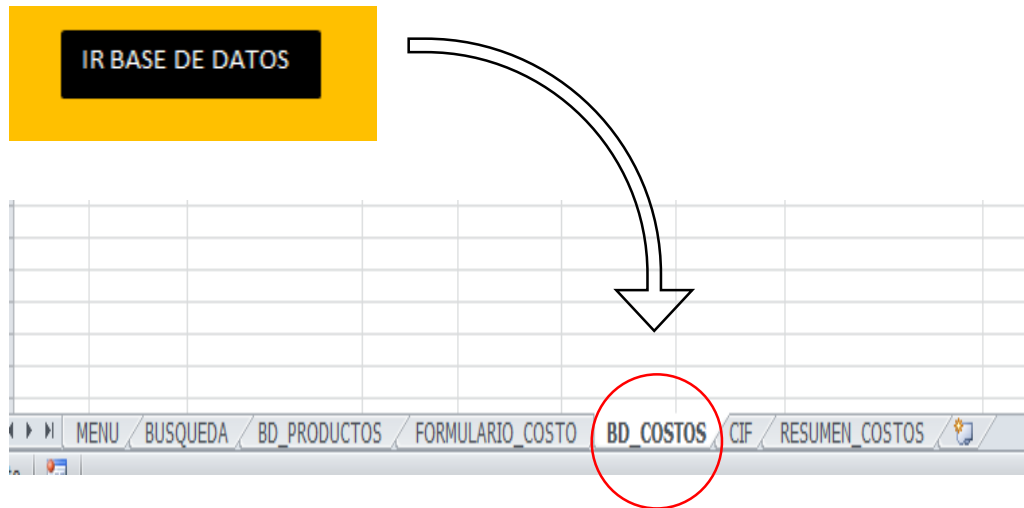 IR BASE DE DATOS
MENU BUSQUEDA BD_PRODUCTOS FORMULARIO_COSTO BD_COSTOS CIF RESUMEN_COSTOS